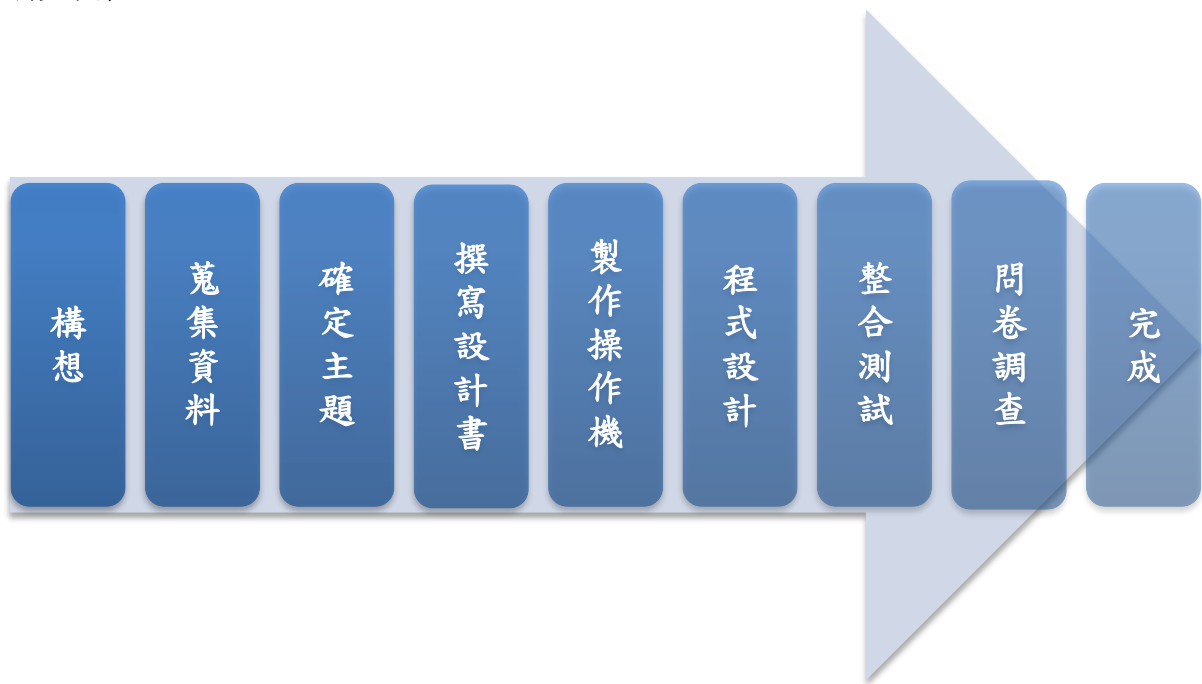 構想
蒐集資料
確定主題
撰寫設計書
製作操作機
程式設計
整合測試
問卷調查
完成